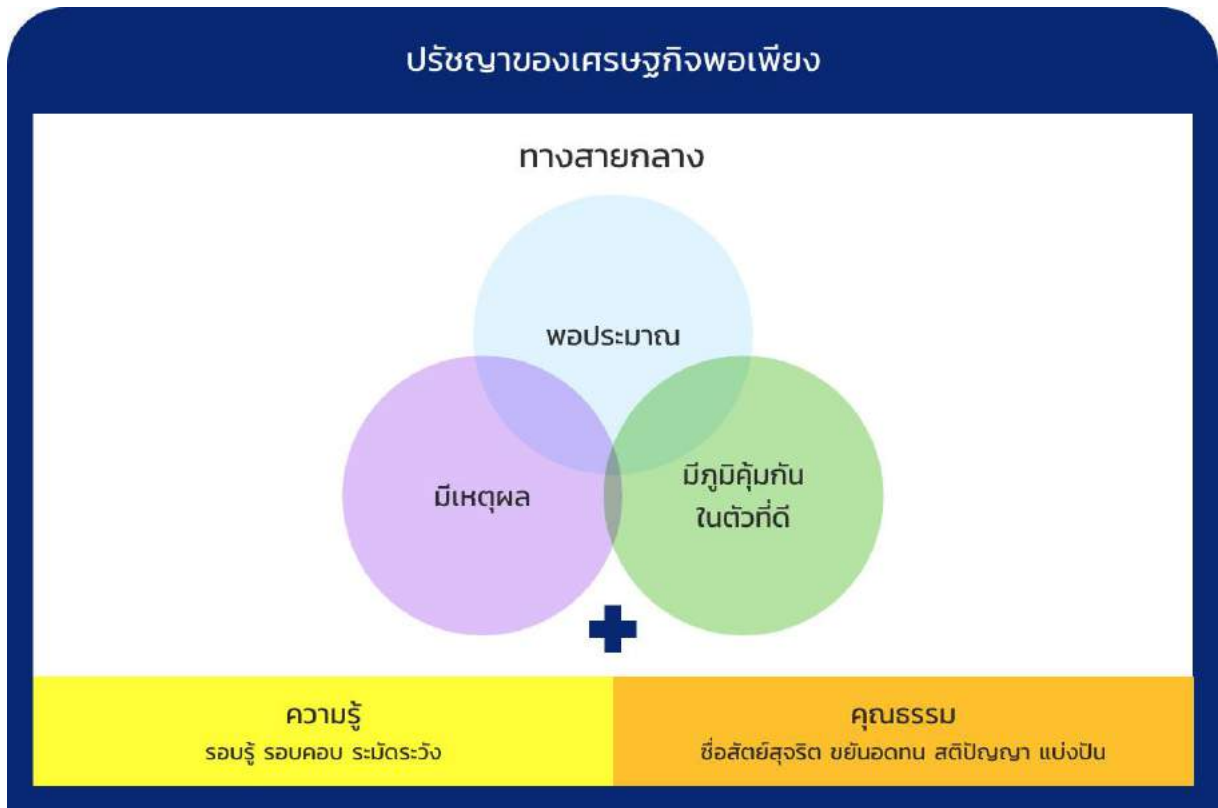 ปรัชญาของเศรษฐกิจพอเพียง
ทางสายกลาง
พอประมาณ
มีเหตุผล
มีภูมิคุ้มกัน
ในตัวที่ดี
ความรู้
รอบรู้ รอบคอบ ระมัดระวัง
คุณธรรม
ซื่อสัตย์สุจริต ขยันอดทน สติปัญญา แบ่งปัน